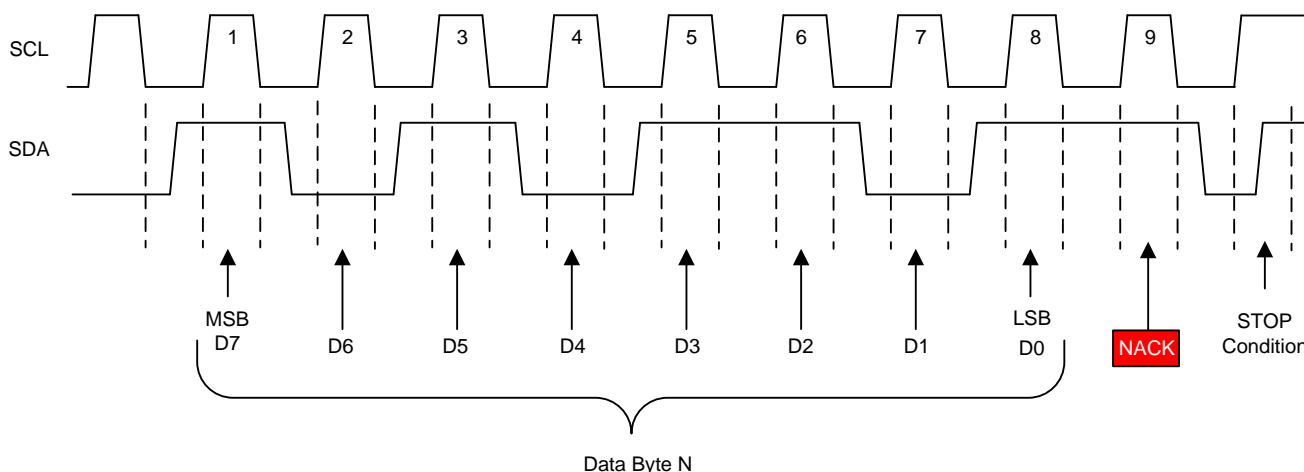 SCL
1 2 3 4 5 6 7 8 9
SDA
MSB
D7
D6
D5
D4
D3
D2
D1
LSB
D0
NACK
STOP
Condition
Data Byte N